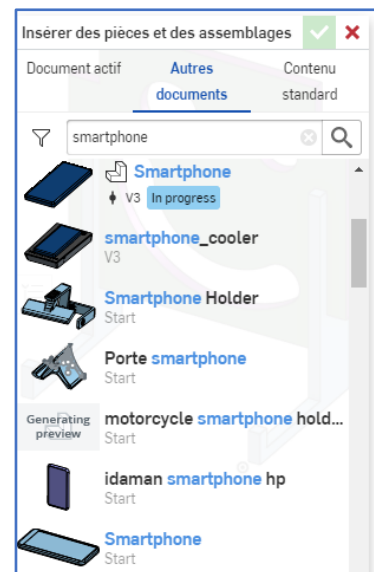 Insérer des pièces et des assemblages
Document actif
Autres documents
Contenu standard
smartphone
Smartphone
V3 In progress
smartphone_cooler
V3
Smartphone Holder
Start
Porte smartphone
Start
Generating preview
motorcycle smartphone hold...
Start
idaman smartphone hp
Start
Smartphone
Start